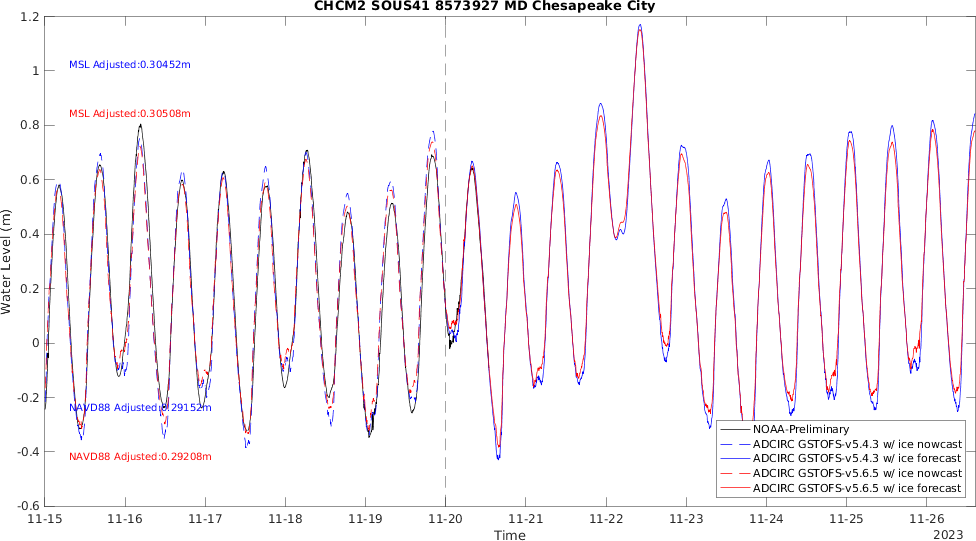 CHCM2 SOUS41 8573927 MD Chesapeake City
1.2
1
0.8
0.6
0.4
0.2
0
-0.2
-0.4
-0.6
Water Level (m)
MSL Adjusted:0.30452m
MSL Adjusted:0.30508m
NAVD88 Adjusted:0.29152m
NAVD88 Adjusted:0.29208m
NOAA-Preliminary
ADCIRC GSTOFS-v5.4.3 w/ ice nowcast
ADCIRC GSTOFS-v5.4.3 w/ ice forecast
ADCIRC GSTOFS-v5.6.5 w/ ice nowcast
ADCIRC GSTOFS-v5.6.5 w/ ice forecast
11-15 11-16 11-17 11-18 11-19 11-20 11-21 11-22 11-23 11-24 11-25 11-26
Time
2023